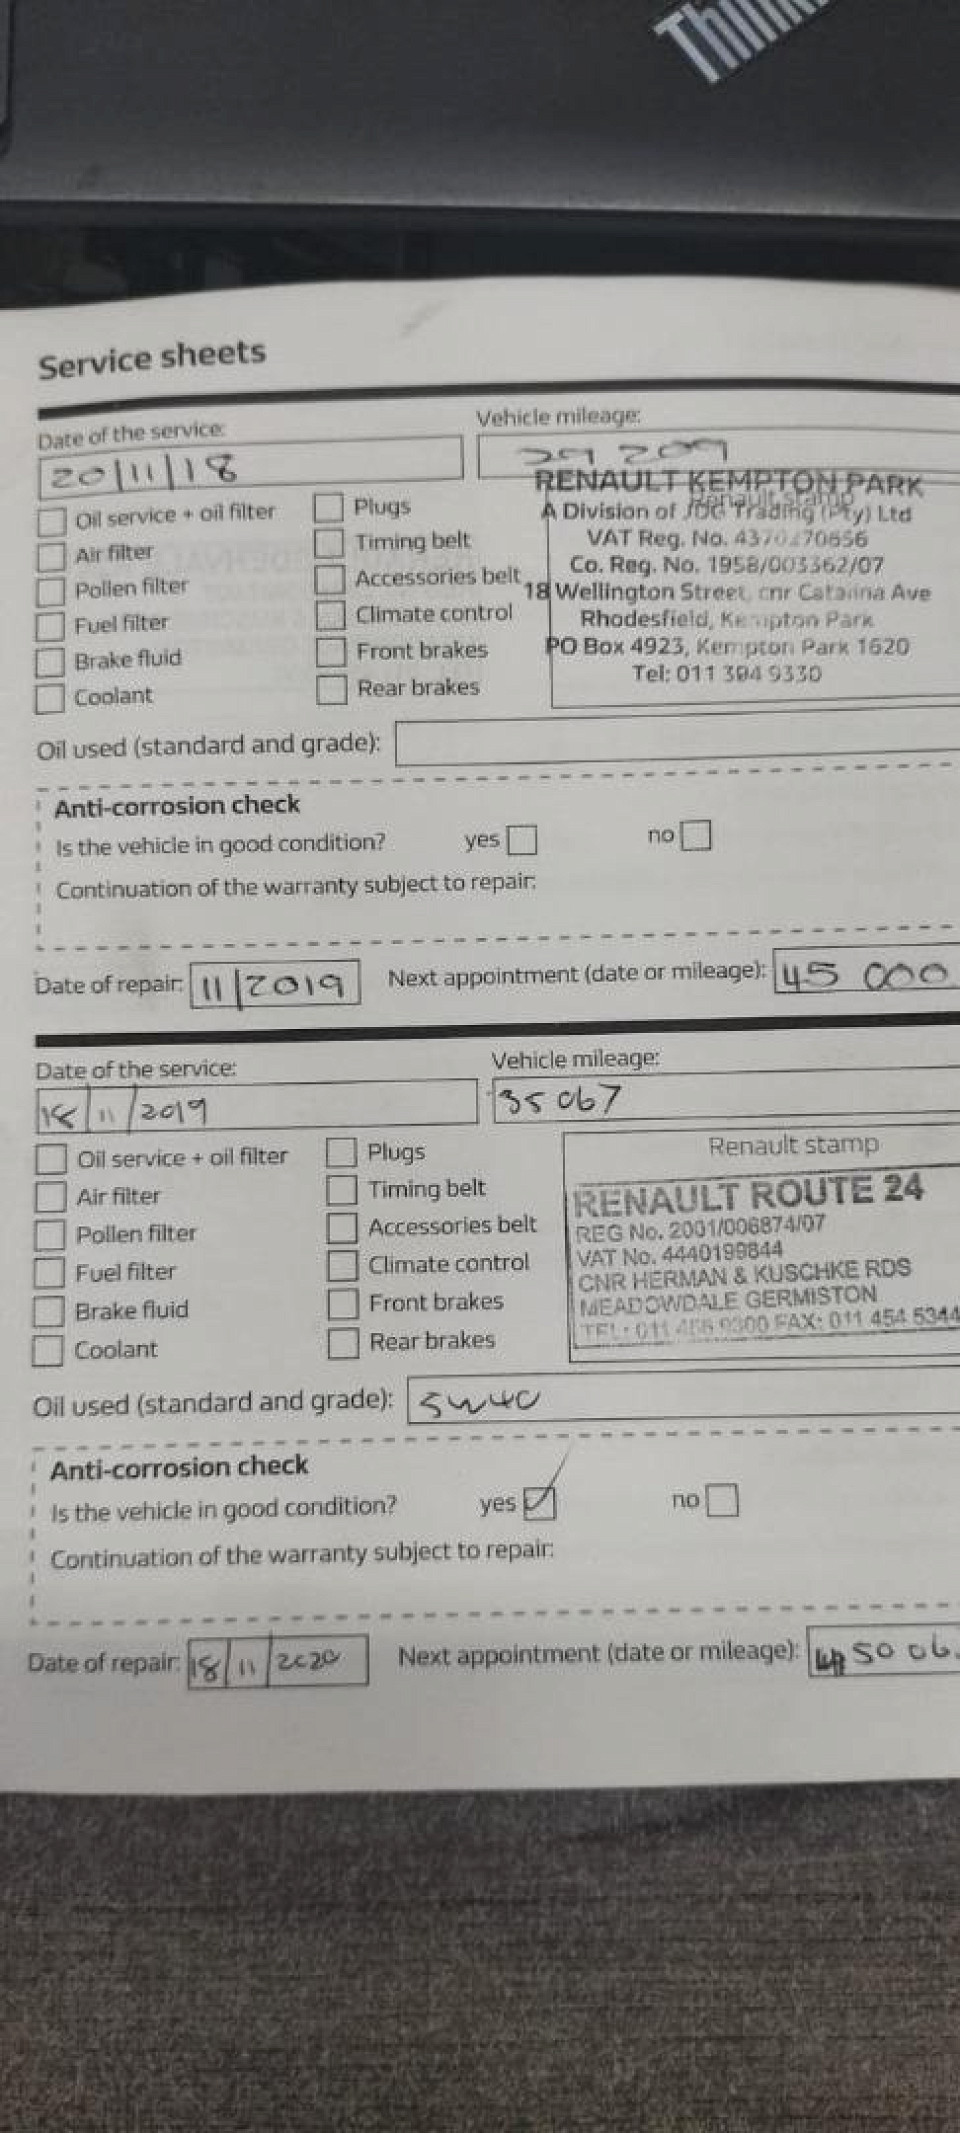 Service sheets
Date of the service: Vehicle mileage:
20/11/18 29 209
RENAULT KEMPTON PARK
Renault stamp
Oil service + oil filter Plugs A Division of JDG Trading (Pty) Ltd
Air filter Timing belt VAT Reg. No. 4370270856
Pollen filter Accessories belt Co. Reg. No. 1958/003362/07
18 Wellington Street, cnr Catalina Ave
Fuel filter Climate control Rhodesfield, Kempton Park
Brake fluid Front brakes PO Box 4923, Kempton Park 1620
Coolant Rear brakes Tel: 011 394 9330
Oil used (standard and grade):
Anti-corrosion check
Is the vehicle in good condition? yes no
Continuation of the warranty subject to repair:
Date of repair: 11/2019 Next appointment (date or mileage): 45 000
Date of the service: Vehicle mileage:
18/11/2019 35 067
Oil service + oil filter Plugs Renault stamp
Air filter Timing belt RENAULT ROUTE 24
Pollen filter Accessories belt REG No. 2001/006874/07
VAT No. 4440199844
Fuel filter Climate control CNR HERMAN & KUSCHKE RDS
Brake fluid Front brakes MEADOWDALE GERMISTON
Coolant Rear brakes TEL: 011 456 9300 FAX: 011 454 5344
Oil used (standard and grade): 5W40
Anti-corrosion check
Is the vehicle in good condition? yes no
Continuation of the warranty subject to repair:
Date of repair: 18/11/2020 Next appointment (date or mileage):